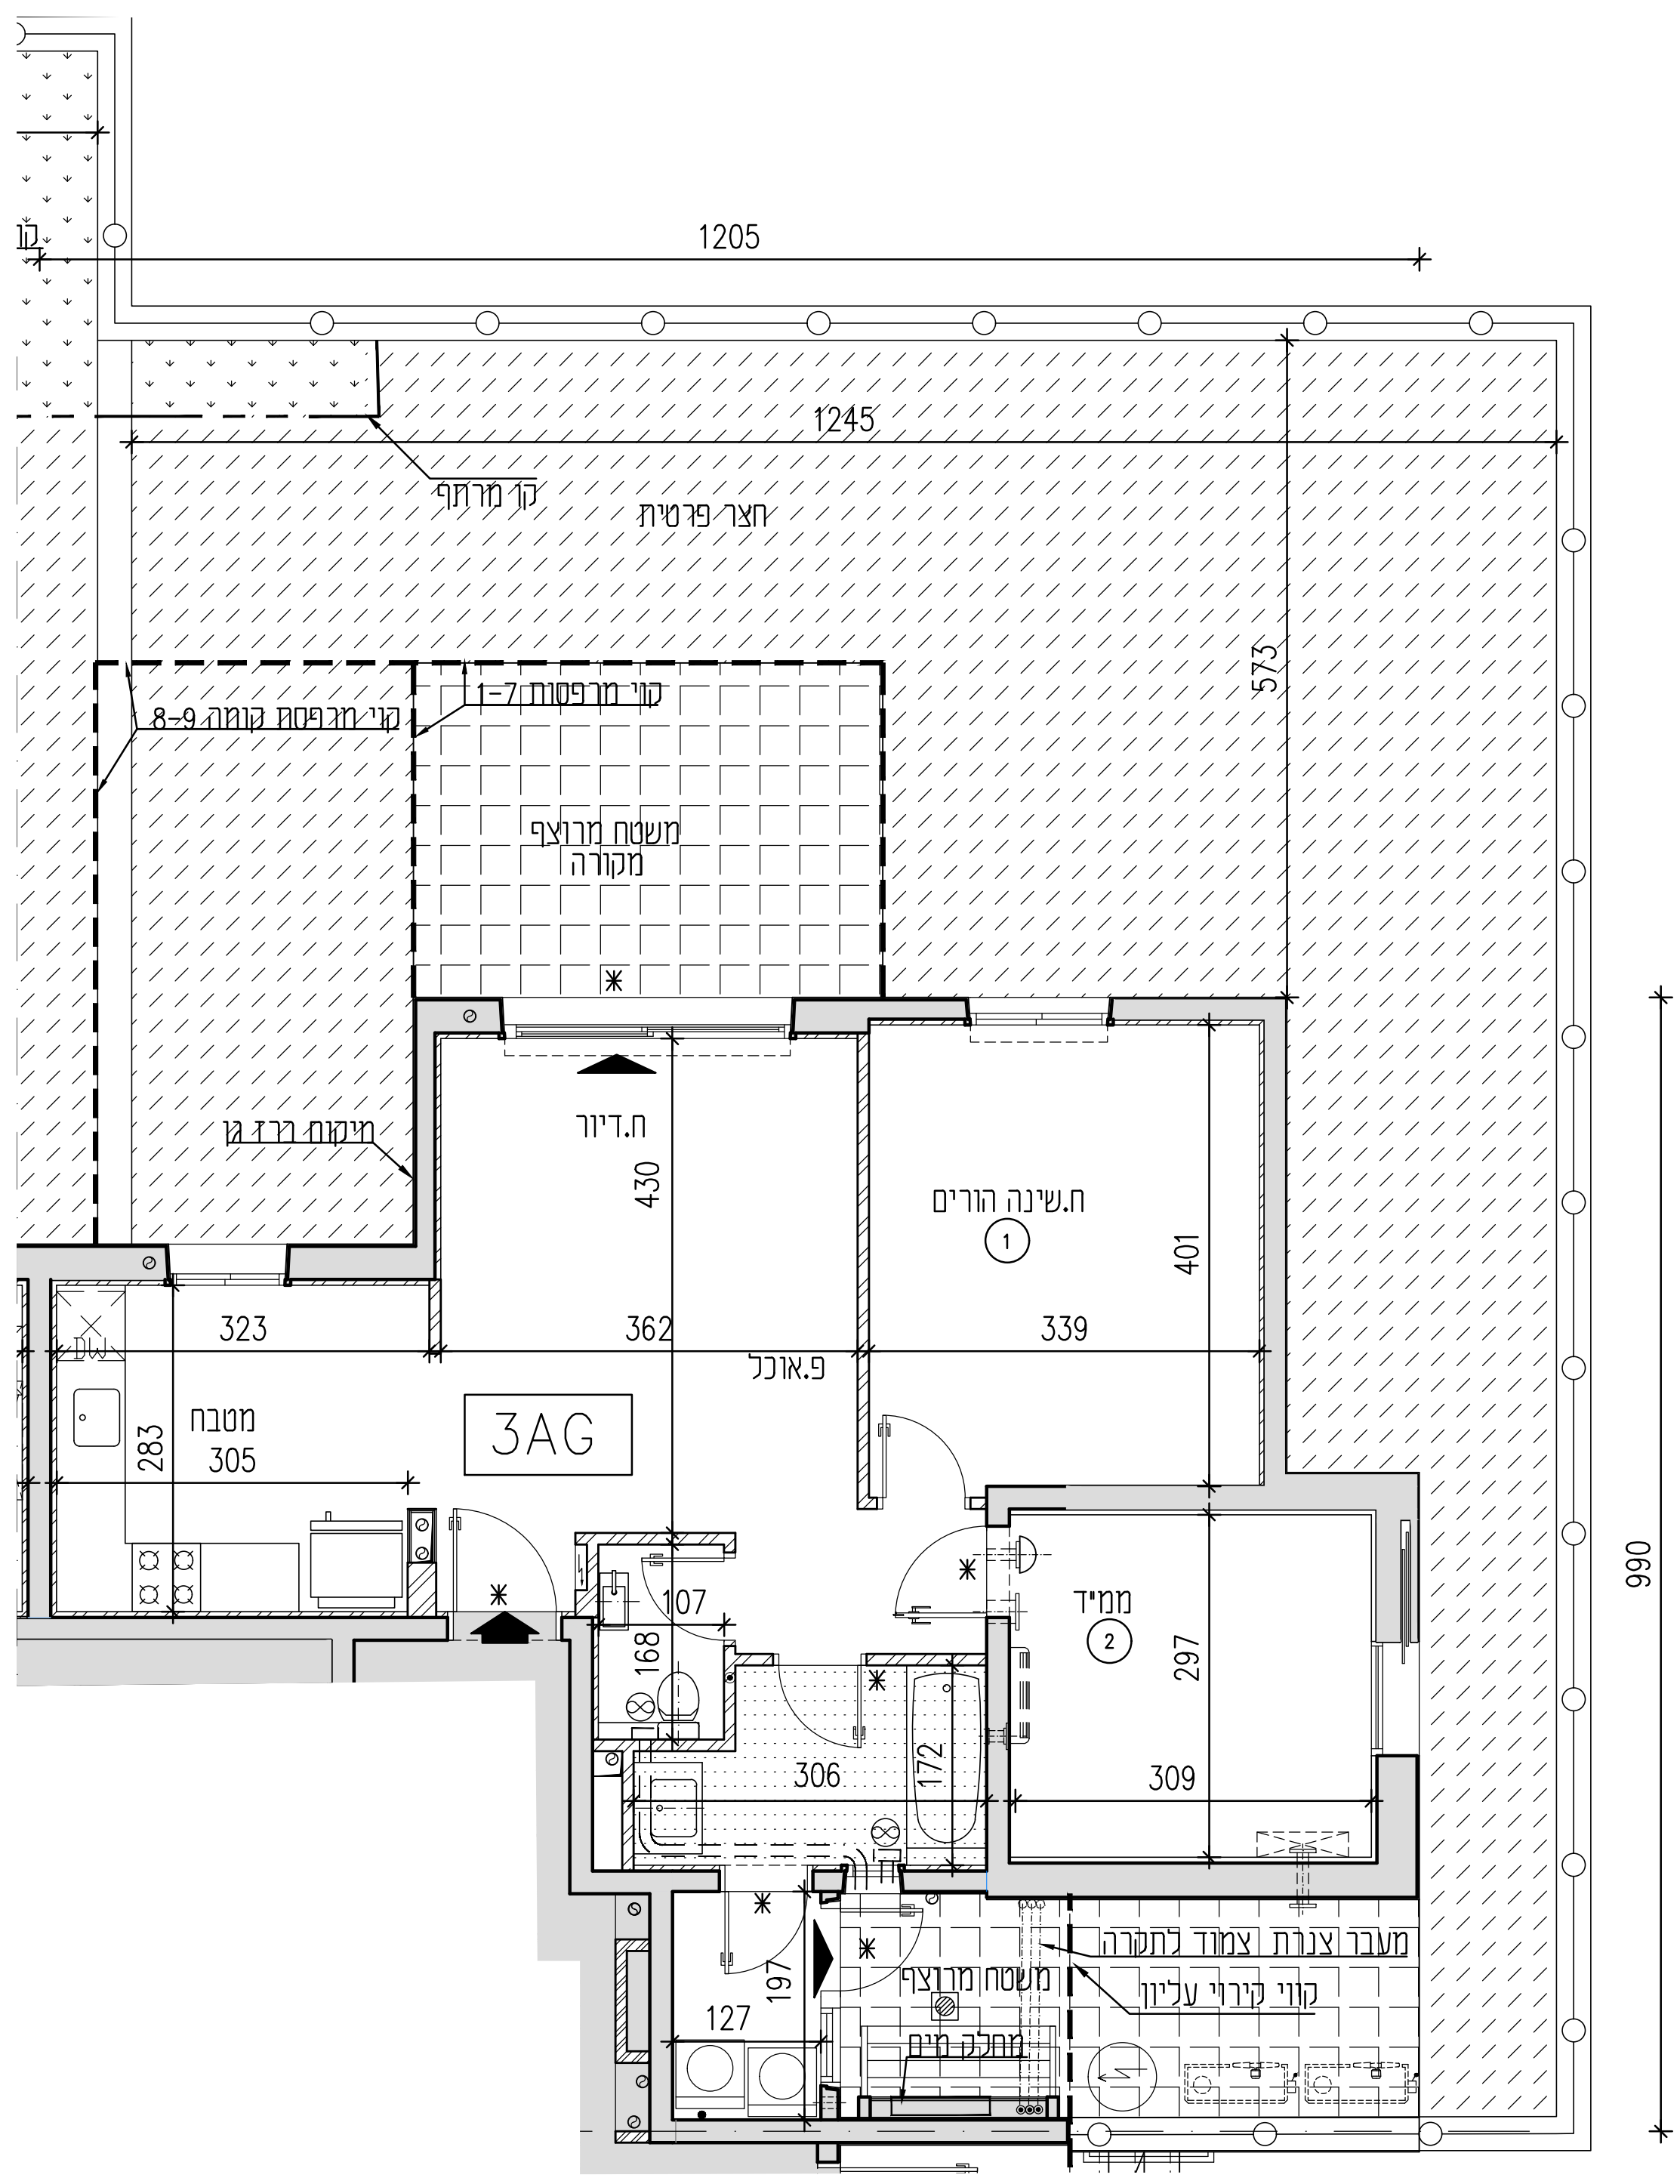 קו
1205
1245
קו מרתף
חצר פרטית
573
קוי מרפסות 1-7
קוי מרפסת קומה 8-9
משטח מרוצף
מקורה
מיקום ברז גן
ח.דיור
430
ח.שינה הורים
1
401
323
362
339
פ.אוכל
DW
מטבח
283
305
3AG
990
107
168
ממ"ד
2
297
306
172
309
מעבר צנרת צמוד לתקרה
משטח מרוצף
קווי קירוי עליון
197
127
מחלק מים